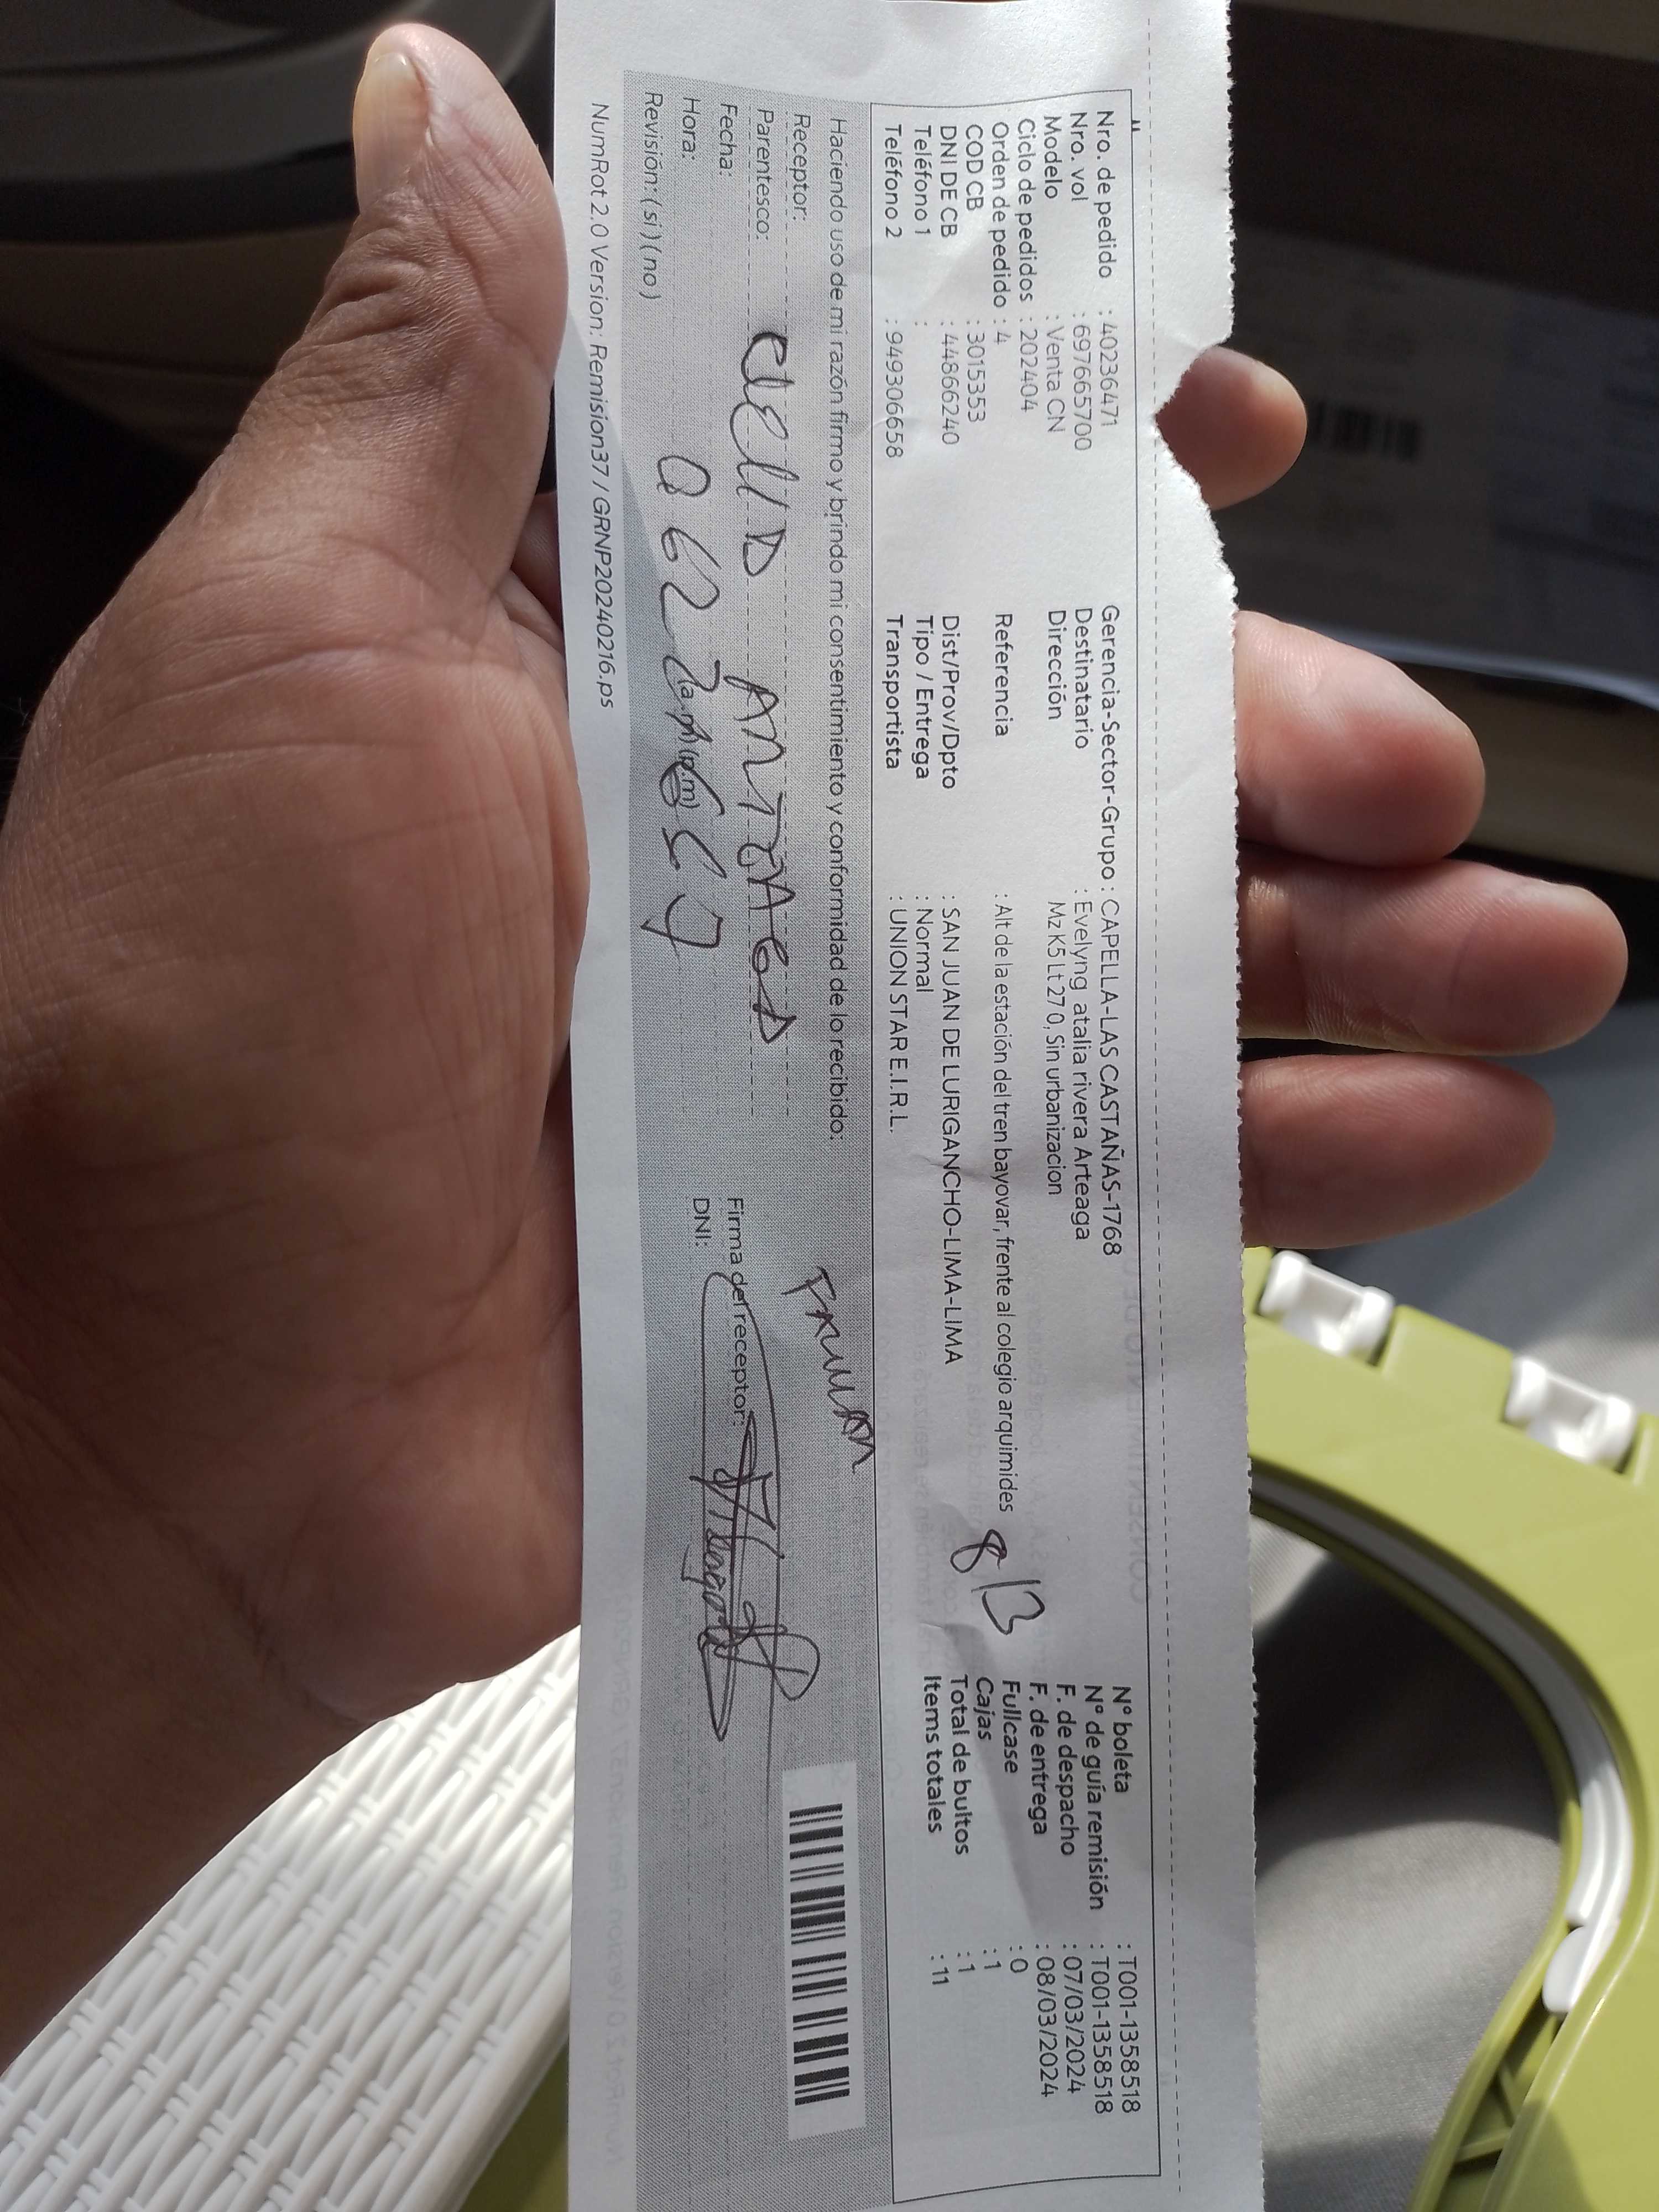 Nro. de pedido : 40236471
Nro. vol : 697665700
Modelo : Venta CN
Ciclo de pedidos : 202404
Orden de pedido : 4
COD CB : 3015353
DNI DE CB : 44866240
Teléfono 1 :
Teléfono 2 : 949306658
Gerencia-Sector-Grupo : CAPELLA-LAS CASTAÑAS-1768
Destinatario : Evelyng atalia rivera Arteaga
Dirección Mz K5 Lt 27 0, Sin urbanizacion
Referencia : Alt de la estación del tren bayovar, frente al colegio arquimides
Dist/Prov/Dpto : SAN JUAN DE LURIGANCHO-LIMA-LIMA
Tipo / Entrega : Normal
Transportista : UNION STAR E.I.R.L.
8 13
N° boleta : T001-1358518
N° de guía remisión : T001-1358518
F. de despacho : 07/03/2024
F. de entrega : 08/03/2024
Fullcase : 0
Cajas : 1
Total de bultos : 1
Items totales : 11
Haciendo uso de mi razón firmo y brindo mi consentimiento y conformidad de lo recibido:
Receptor:
Parentesco:
Fecha:
Hora: (a.m) (p.m)
Revisión: (si) (no)
Firma del receptor:
DNI:
NumRot 2.0 Version: Remision37 / GRNP20240216.ps